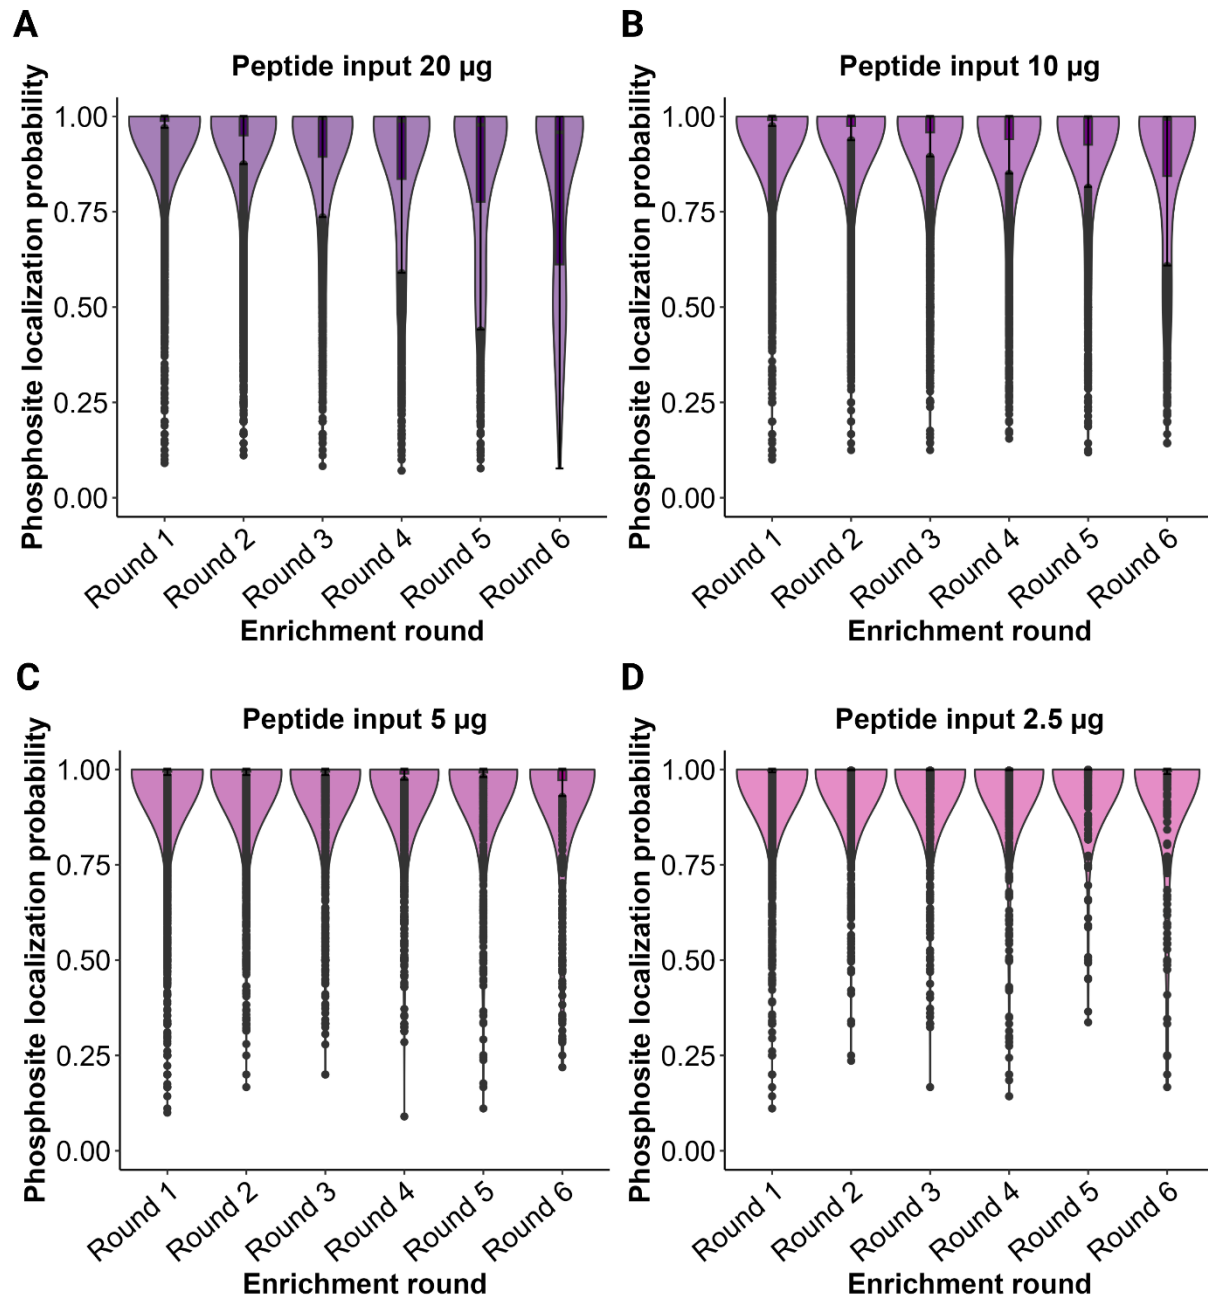 A
Peptide input 20 µg
Phosphosite localization probability
1.00
0.75
0.50
0.25
0.00
Round 1
Round 2
Round 3
Round 4
Round 5
Round 6
Enrichment round
B
Peptide input 10 µg
Phosphosite localization probability
1.00
0.75
0.50
0.25
0.00
Round 1
Round 2
Round 3
Round 4
Round 5
Round 6
Enrichment round
C
Peptide input 5 µg
Phosphosite localization probability
1.00
0.75
0.50
0.25
0.00
Round 1
Round 2
Round 3
Round 4
Round 5
Round 6
Enrichment round
D
Peptide input 2.5 µg
Phosphosite localization probability
1.00
0.75
0.50
0.25
0.00
Round 1
Round 2
Round 3
Round 4
Round 5
Round 6
Enrichment round